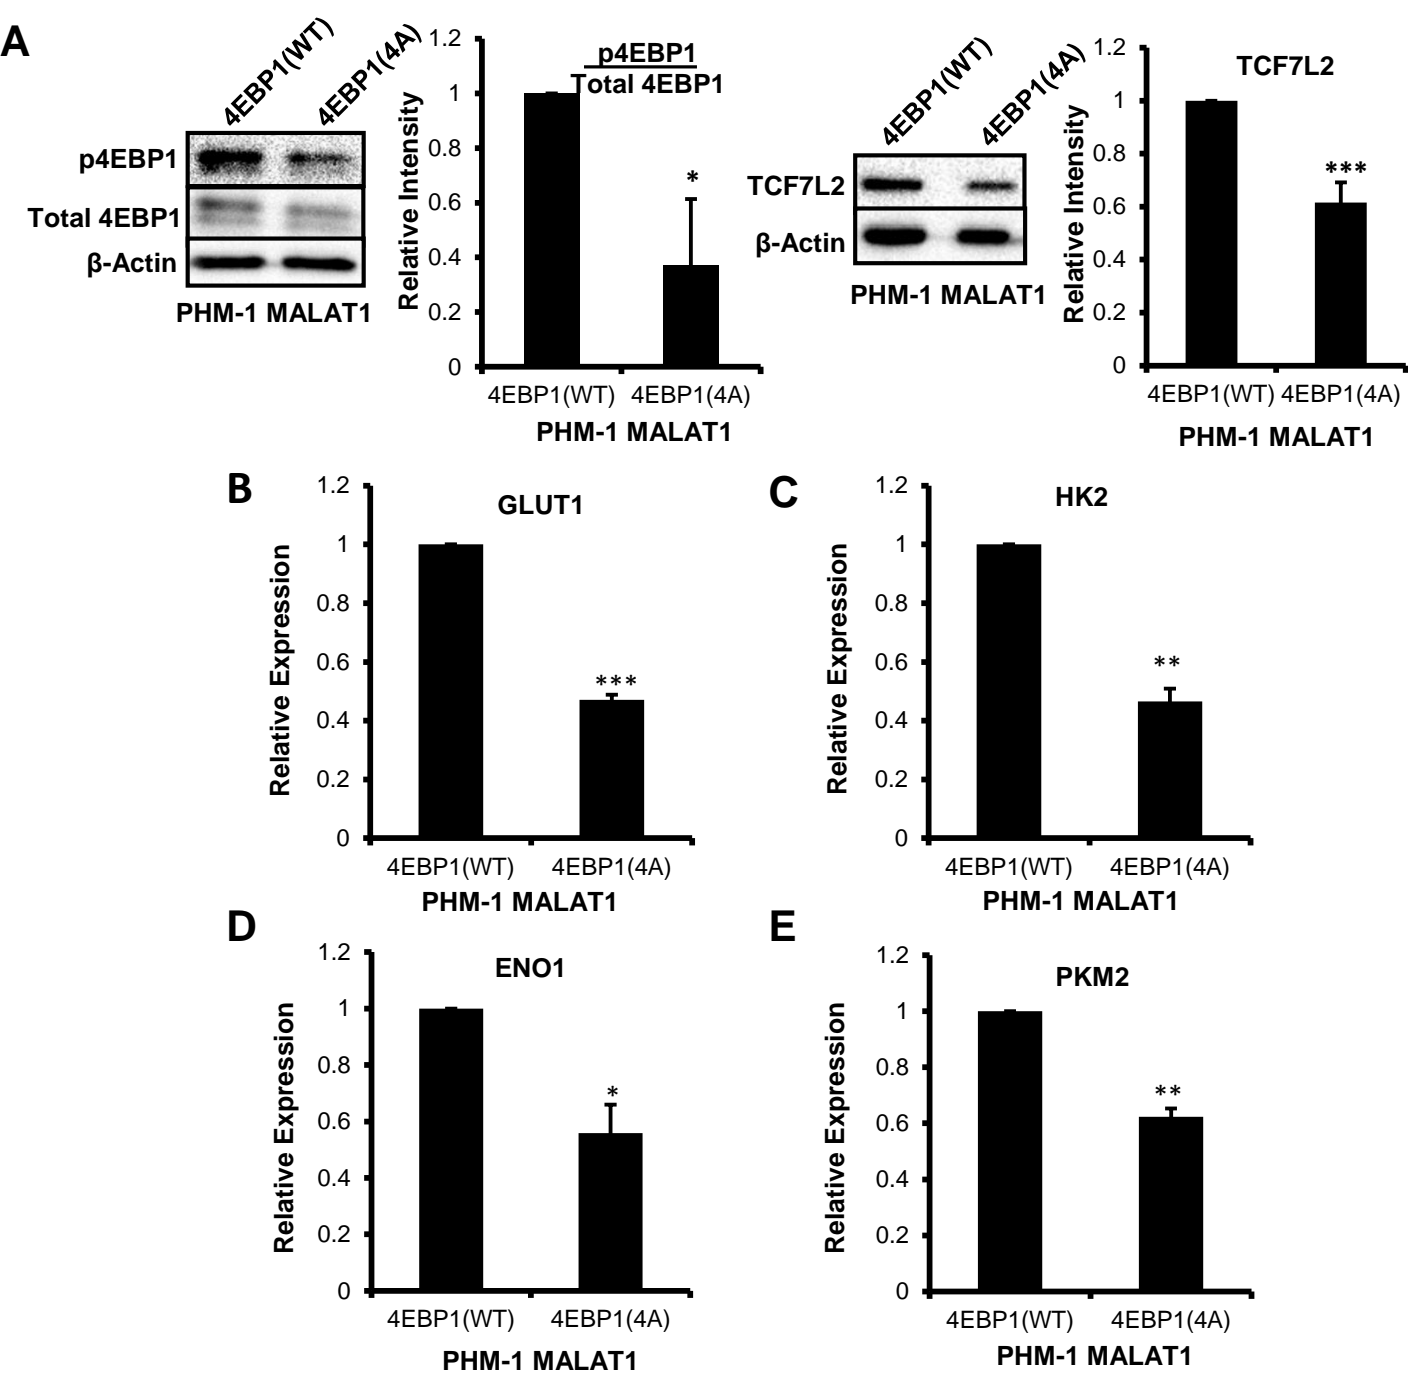 A
4EBP1(WT)
4EBP1(4A)
p4EBP1
Total 4EBP1
β-Actin
PHM-1 MALAT1
Relative Intensity
1.2
1
0.8
0.6
0.4
0.2
0
p4EBP1
Total 4EBP1
*
4EBP1(WT) 4EBP1(4A)
PHM-1 MALAT1
4EBP1(WT)
4EBP1(4A)
TCF7L2
β-Actin
PHM-1 MALAT1
Relative Intensity
1.2
1
0.8
0.6
0.4
0.2
0
TCF7L2
***
4EBP1(WT) 4EBP1(4A)
PHM-1 MALAT1
B
GLUT1
Relative Expression
1.2
1
0.8
0.6
0.4
0.2
0
***
4EBP1(WT) 4EBP1(4A)
PHM-1 MALAT1
C
HK2
Relative Expression
1.2
1
0.8
0.6
0.4
0.2
0
**
4EBP1(WT) 4EBP1(4A)
PHM-1 MALAT1
D
ENO1
Relative Expression
1.2
1
0.8
0.6
0.4
0.2
0
*
4EBP1(WT) 4EBP1(4A)
PHM-1 MALAT1
E
PKM2
Relative Expression
1.2
1
0.8
0.6
0.4
0.2
0
**
4EBP1(WT) 4EBP1(4A)
PHM-1 MALAT1